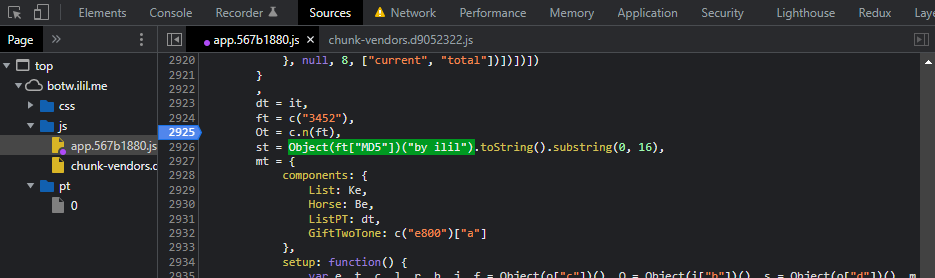 Elements Console Recorder Sources Network Performance Memory Application Security Lighthouse Redux Lay
Page » app.567b1880.js × chunk-vendors.d9052322.js
top
botw.ilil.me
css
js
app.567b1880.js
chunk-vendors.d
pt
0
2920 }, null, 8, ["current", "total"])])])
2921 }
2922 ,
2923 dt = it,
2924 ft = c("3452"),
2925 Ot = c.n(ft),
2926 st = Object(ft["MD5"])("by ilil").toString().substring(0, 16),
2927 mt = {
2928 components: {
2929 List: Ke,
2930 Horse: Be,
2931 ListPT: dt,
2932 GiftTwoTone: c("e800")["a"]
2933 },
2934 setup: function() {